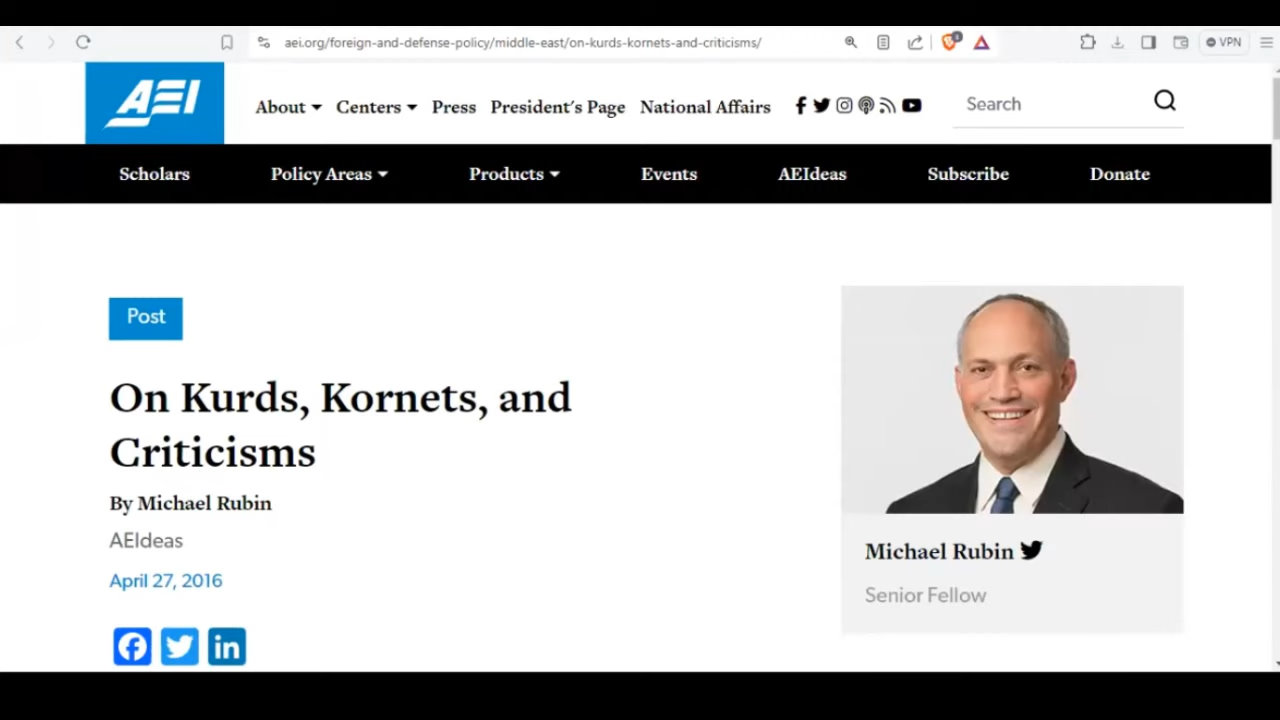 aei.org/foreign-and-defense-policy/middle-east/on-kurds-kornets-and-criticisms/
VPN
AEI
About Centers Press President's Page National Affairs
Search
Scholars Policy Areas Products Events AEIdeas Subscribe Donate
Post
On Kurds, Kornets, and
Criticisms
By Michael Rubin
AEIdeas
April 27, 2016
Michael Rubin
Senior Fellow